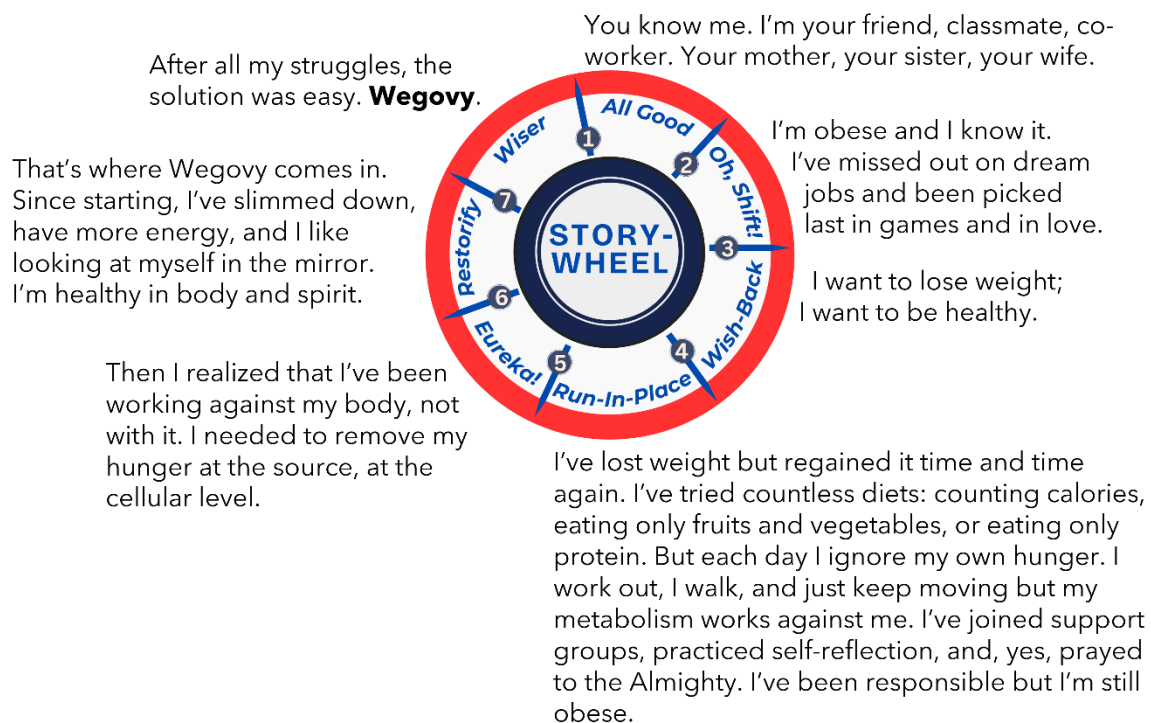 You know me. I’m your friend, classmate, co-
worker. Your mother, your sister, your wife.
I’m obese and I know it.
I’ve missed out on dream
jobs and been picked
last in games and in love.
I want to lose weight;
I want to be healthy.
I’ve lost weight but regained it time and time
again. I’ve tried countless diets: counting calories,
eating only fruits and vegetables, or eating only
protein. But each day I ignore my own hunger. I
work out, I walk, and just keep moving but my
metabolism works against me. I’ve joined support
groups, practiced self-reflection, and, yes, prayed
to the Almighty. I’ve been responsible but I’m still
obese.
Then I realized that I’ve been
working against my body, not
with it. I needed to remove my
hunger at the source, at the
cellular level.
That’s where Wegovy comes in.
Since starting, I’ve slimmed down,
have more energy, and I like
looking at myself in the mirror.
I’m healthy in body and spirit.
After all my struggles, the
solution was easy. Wegovy.
STORY-
WHEEL
1
All Good
2
Oh, Shift!
3
Wish-Back
4
Run-In-Place
5
Eureka!
6
Restorify
7
Wiser